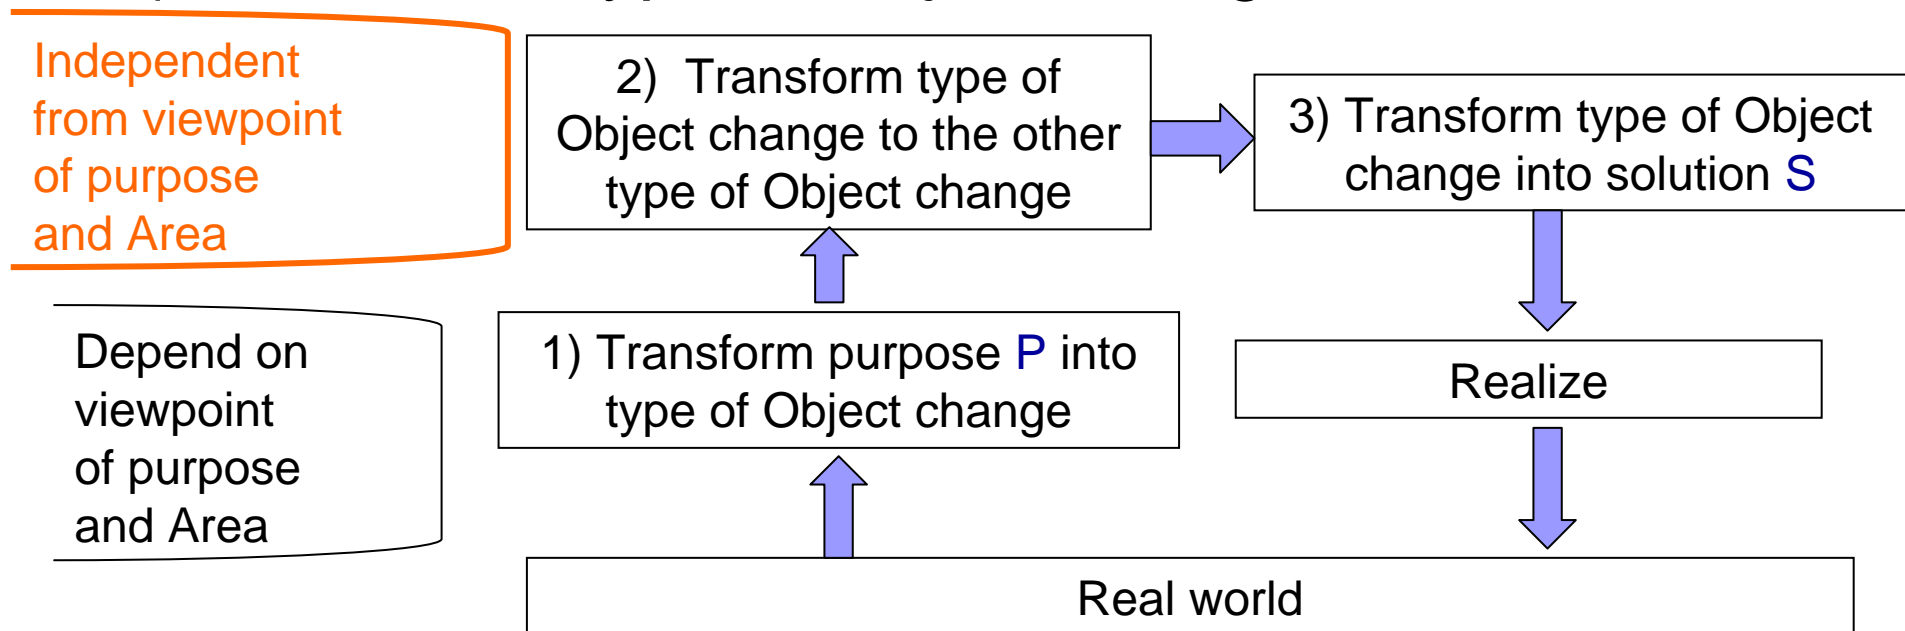 Independent
from viewpoint
of purpose
and Area
2) Transform type of
Object change to the other
type of Object change
3) Transform type of Object
change into solution S
Depend on
viewpoint
of purpose
and Area
1) Transform purpose P into
type of Object change
Realize
Real world